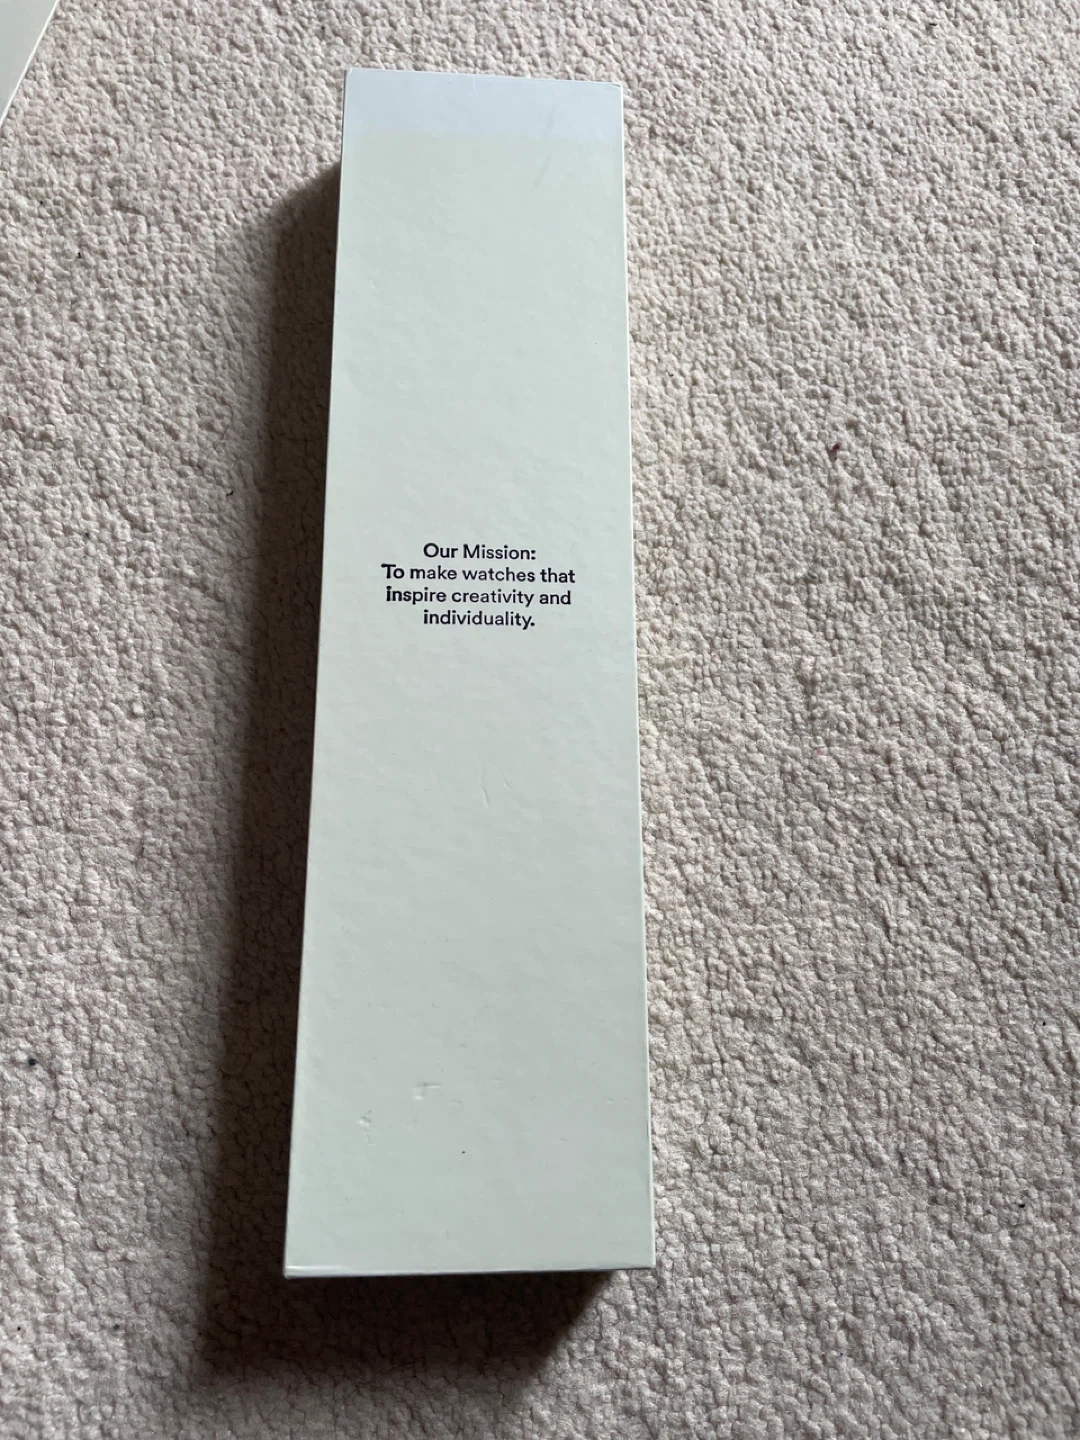 Our Mission:
To make watches that
inspire creativity and
individuality.